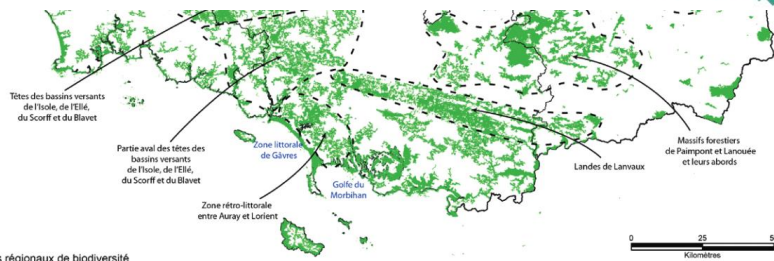 Têtes des bassins versants
de l'Isole, de l'Ellé,
du Scorff et du Blavet
Partie aval des têtes des
bassins versants
de l'Isole, de l'Ellé,
du Scorff et du Blavet
Zone littorale
de Gâvres
Golfe du
Morbihan
Zone rétro-littorale
entre Auray et Lorient
Landes de Lanvaux
Massifs forestiers
de Paimpont et Lanouée
et leurs abords
0 25
Kilomètres
régionaux de biodiversité